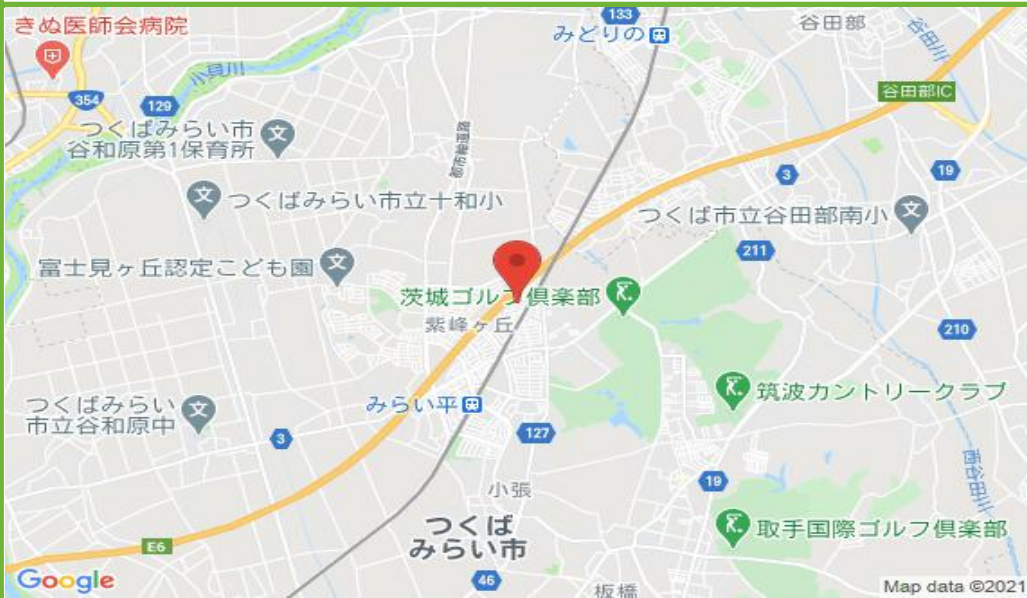 きぬ医師会病院
133
みどりの
谷田部
谷田川
小貝川
谷田部IC
354
129
つくばみらい市
谷和原第1保育所
都市軸道路
3
19
つくばみらい市立十和小
つくば市立谷田部南小
211
富士見ヶ丘認定こども園
茨城ゴルフ倶楽部
紫峰ヶ丘
210
つくばみらい
市立谷和原中
みらい平
筑波カントリークラブ
3
127
西谷田川
19
小張
つくば
みらい市
取手国際ゴルフ倶楽部
E6
Google
46
板橋
Map data ©2021